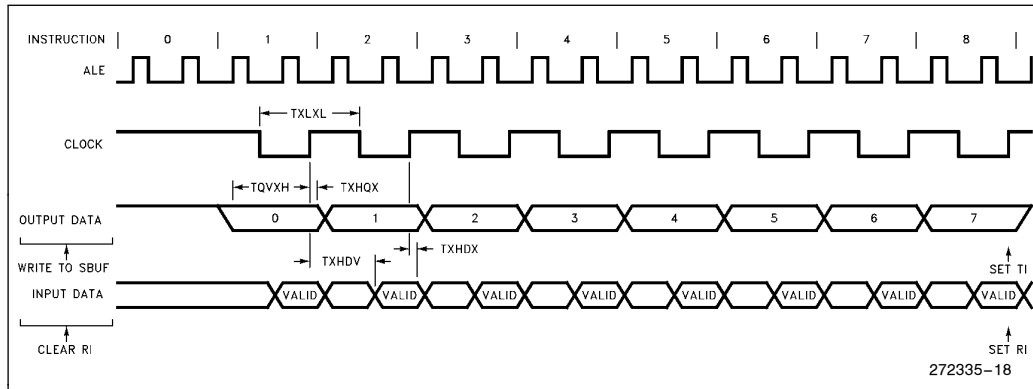 INSTRUCTION | 0 | 1 | 2 | 3 | 4 | 5 | 6 | 7 | 8 |
ALE
TXLXL
CLOCK
TQVXH TXHQX
OUTPUT DATA 0 1 2 3 4 5 6 7
TXHDV TXHDX
WRITE TO SBUF SET TI
INPUT DATA VALID VALID VALID VALID VALID VALID VALID VALID
CLEAR RI SET RI
272335-18